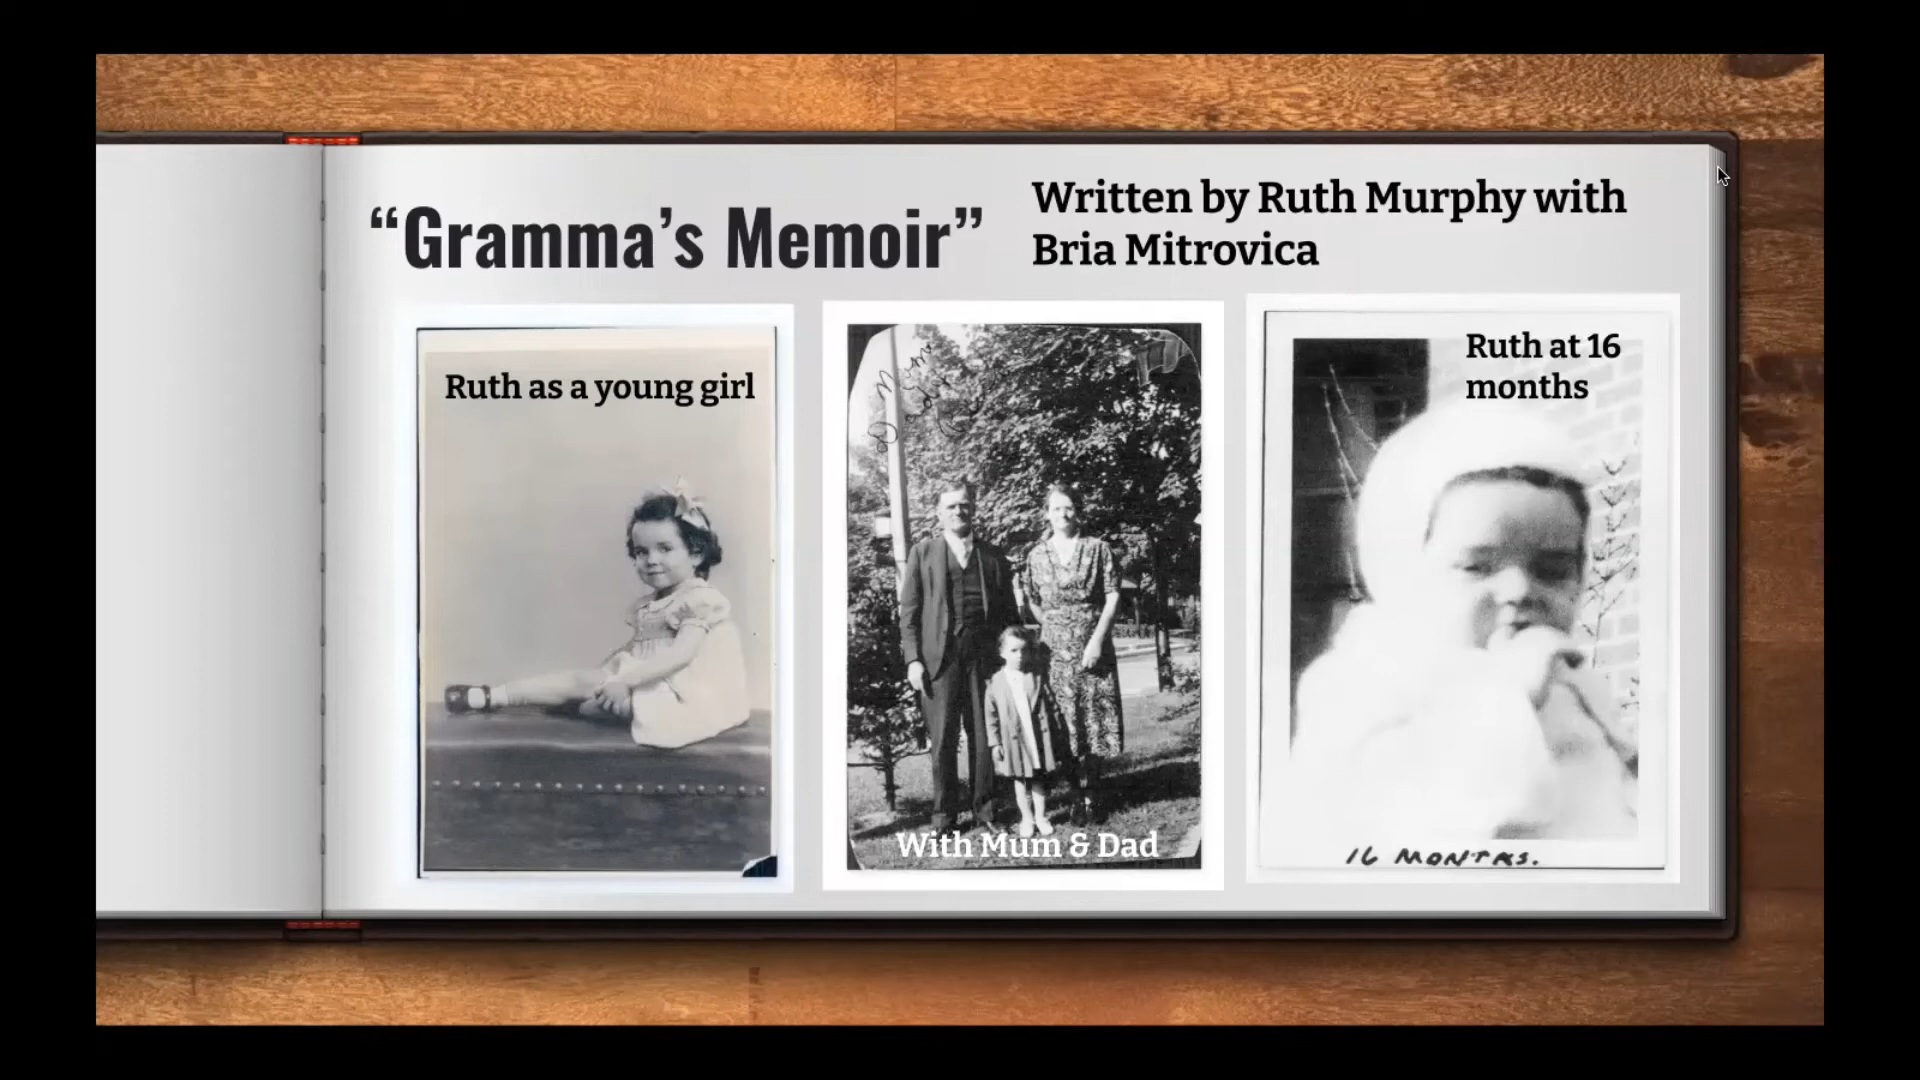 “Gramma’s Memoir”
Written by Ruth Murphy with
Bria Mitrovica
Ruth as a young girl
With Mum & Dad
Ruth at 16
months
16 MONTHS.